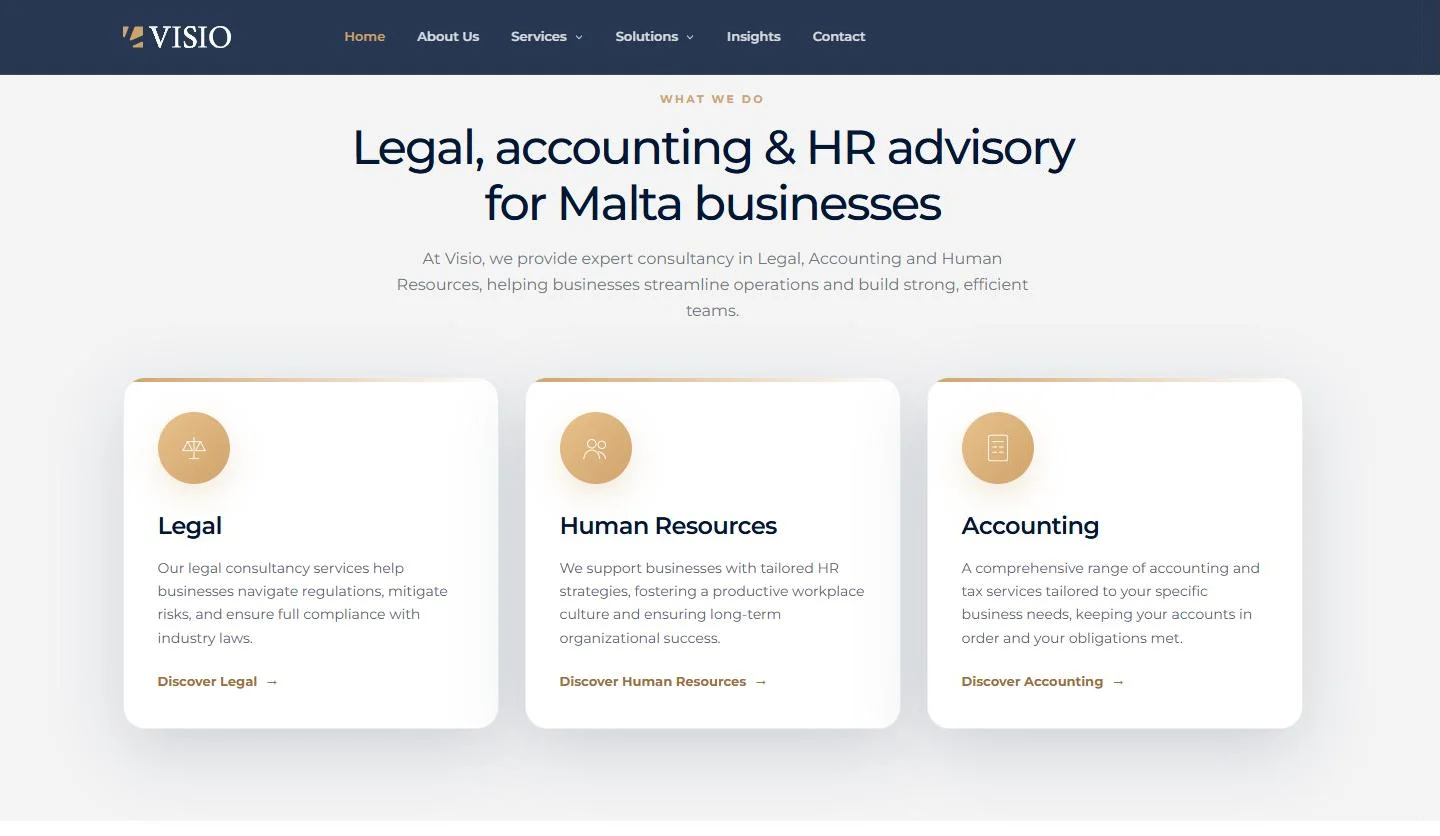 VISIO
Home
About Us
Services
Solutions
Insights
Contact
WHAT WE DO
Legal, accounting & HR advisory
for Malta businesses
At Visio, we provide expert consultancy in Legal, Accounting and Human
Resources, helping businesses streamline operations and build strong, efficient
teams.
Legal
Our legal consultancy services help
businesses navigate regulations, mitigate
risks, and ensure full compliance with
industry laws.
Discover Legal →
Human Resources
We support businesses with tailored HR
strategies, fostering a productive workplace
culture and ensuring long-term
organizational success.
Discover Human Resources →
Accounting
A comprehensive range of accounting and
tax services tailored to your specific
business needs, keeping your accounts in
order and your obligations met.
Discover Accounting →